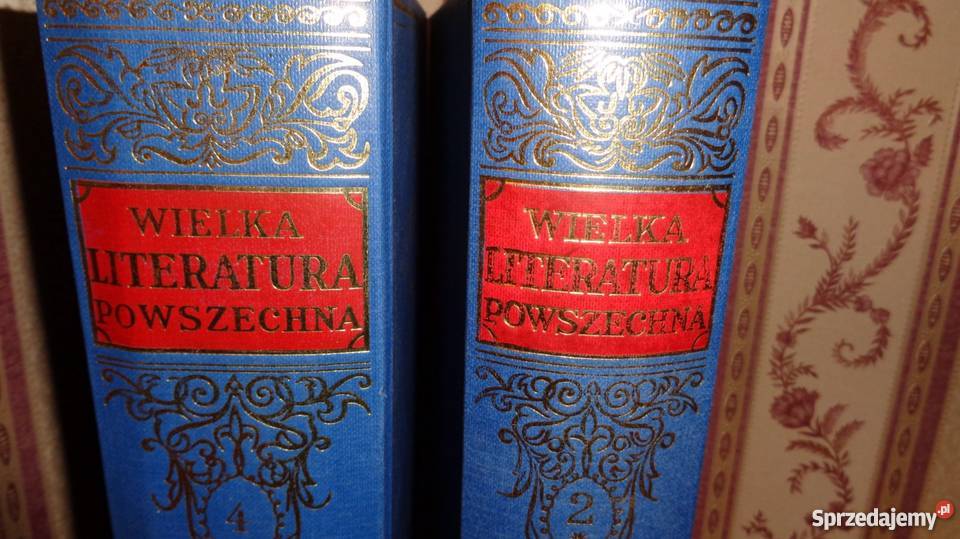 WIELKA
LITERATURA
POWSZECHNA
4
WIELKA
LITERATURA
POWSZECHNA
2
*
Sprzedajemy.pl